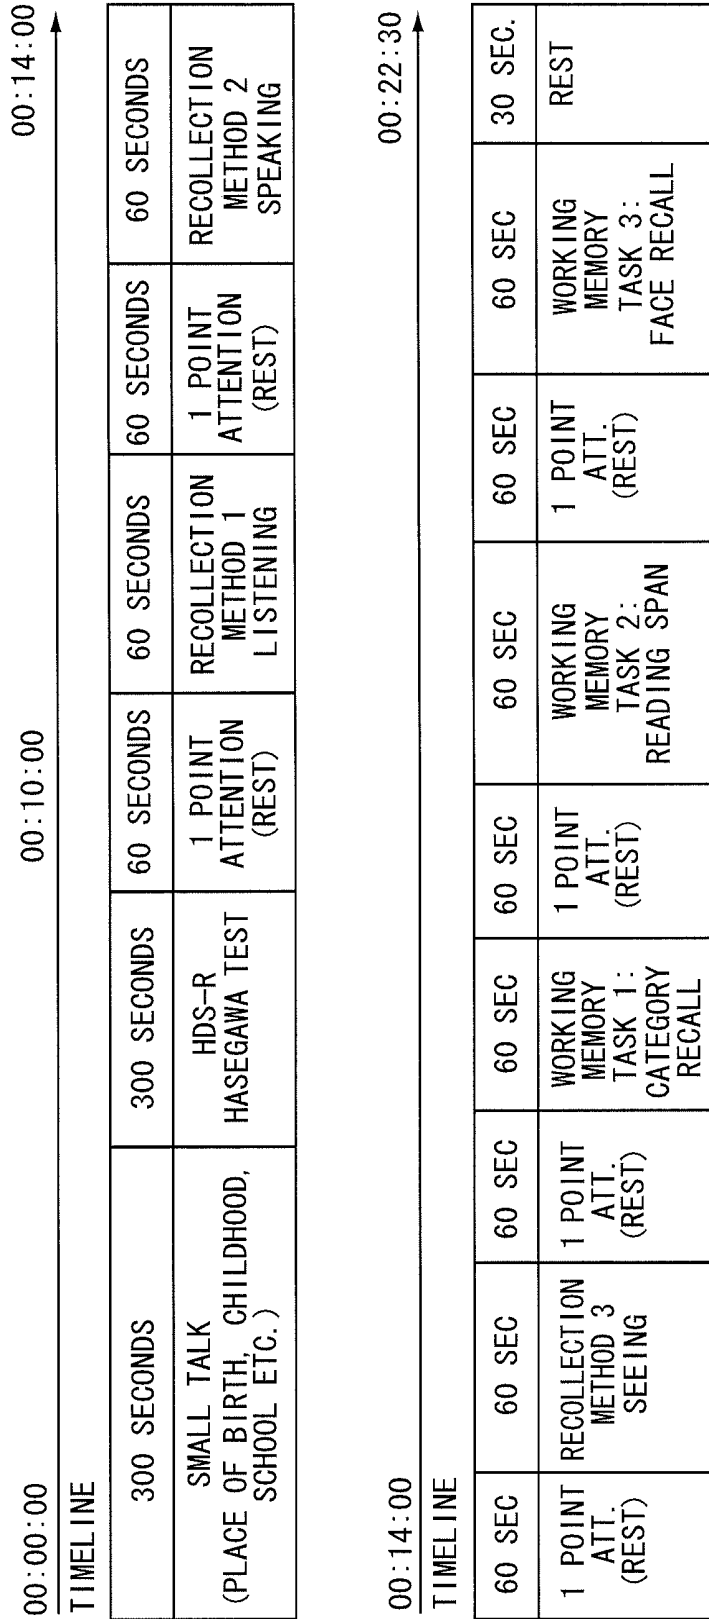 00:00:00
00:10:00
00:14:00
TIMELINE
300 SECONDS
300 SECONDS
60 SECONDS
60 SECONDS
60 SECONDS
60 SECONDS
SMALL TALK
(PLACE OF BIRTH, CHILDHOOD,
SCHOOL ETC.)
HDS-R
HASEGAWA TEST
1 POINT
ATTENTION
(REST)
RECOLLECTION
METHOD 1
LISTENING
1 POINT
ATTENTION
(REST)
RECOLLECTION
METHOD 2
SPEAKING
00:14:00
00:22:30
TIMELINE
60 SEC
60 SEC
60 SEC
60 SEC
60 SEC
60 SEC
60 SEC
60 SEC
30 SEC.
1 POINT
ATT.
(REST)
RECOLLECTION
METHOD 3
SEEING
1 POINT
ATT.
(REST)
WORKING
MEMORY
TASK 1:
CATEGORY
RECALL
1 POINT
ATT.
(REST)
WORKING
MEMORY
TASK 2:
READING SPAN
1 POINT
ATT.
(REST)
WORKING
MEMORY
TASK 3:
FACE RECALL
REST